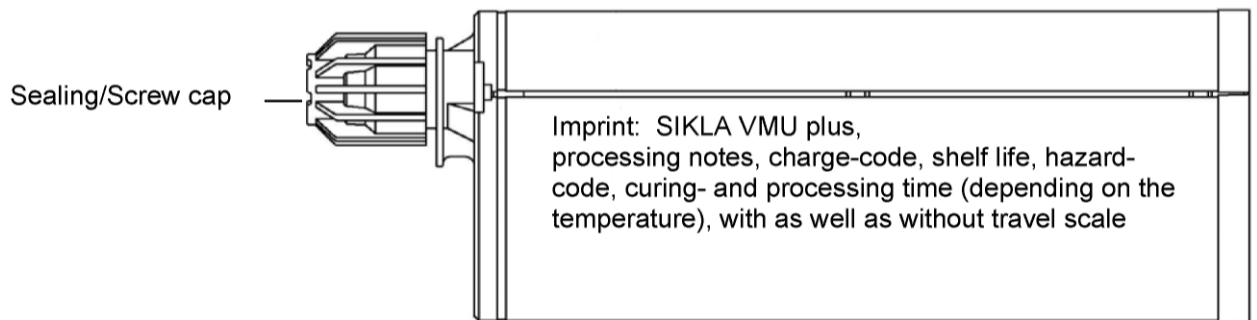 Sealing/Screw cap
Imprint:  SIKLA VMU plus,
processing notes, charge-code, shelf life, hazard-
code, curing- and processing time (depending on the
temperature), with as well as without travel scale